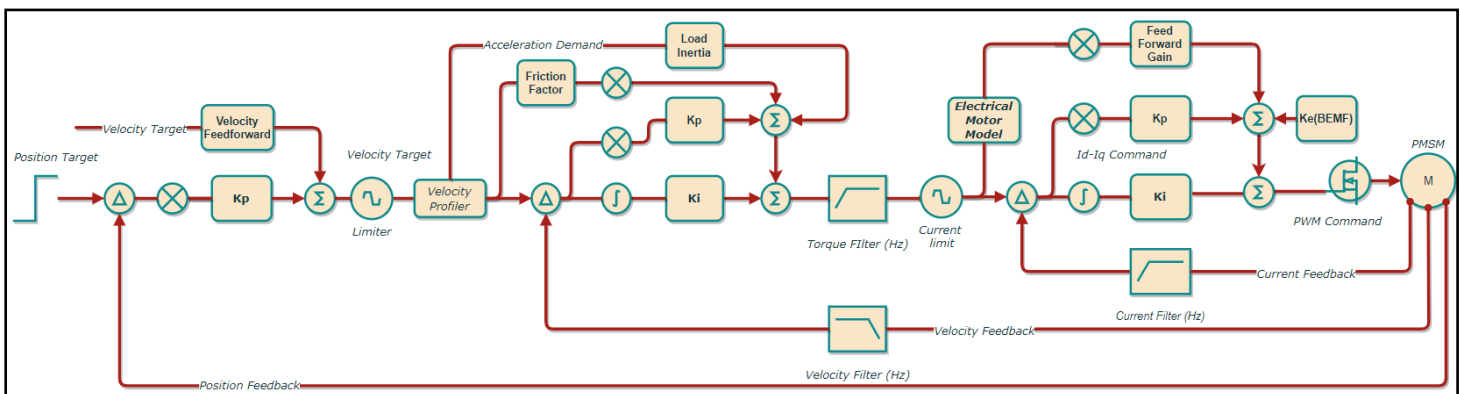 Acceleration Demand
Load
Inertia
Feed
Forward
Gain
Friction
Factor
Velocity Target
Velocity
Feedforward
Kp
Electrical
Motor
Model
Kp
Σ
Ke(BEMF)
Σ
Position Target
Velocity Target
Id-Iq Command
PMSM
Δ
Kp
Σ
Velocity
Profiler
Δ
∫
Ki
Σ
Δ
∫
Ki
Σ
M
Limiter
Torque FIlter (Hz)
Current
limit
PWM Command
Current Feedback
Current Filter (Hz)
Velocity Feedback
Velocity Filter (Hz)
Position Feedback